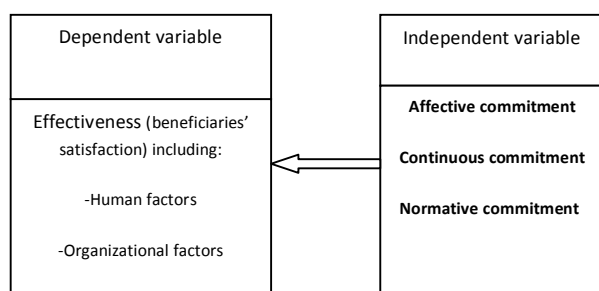 Dependent variable
Effectiveness (beneficiaries’
satisfaction) including:
-Human factors
-Organizational factors
Independent variable
Affective commitment
Continuous commitment
Normative commitment